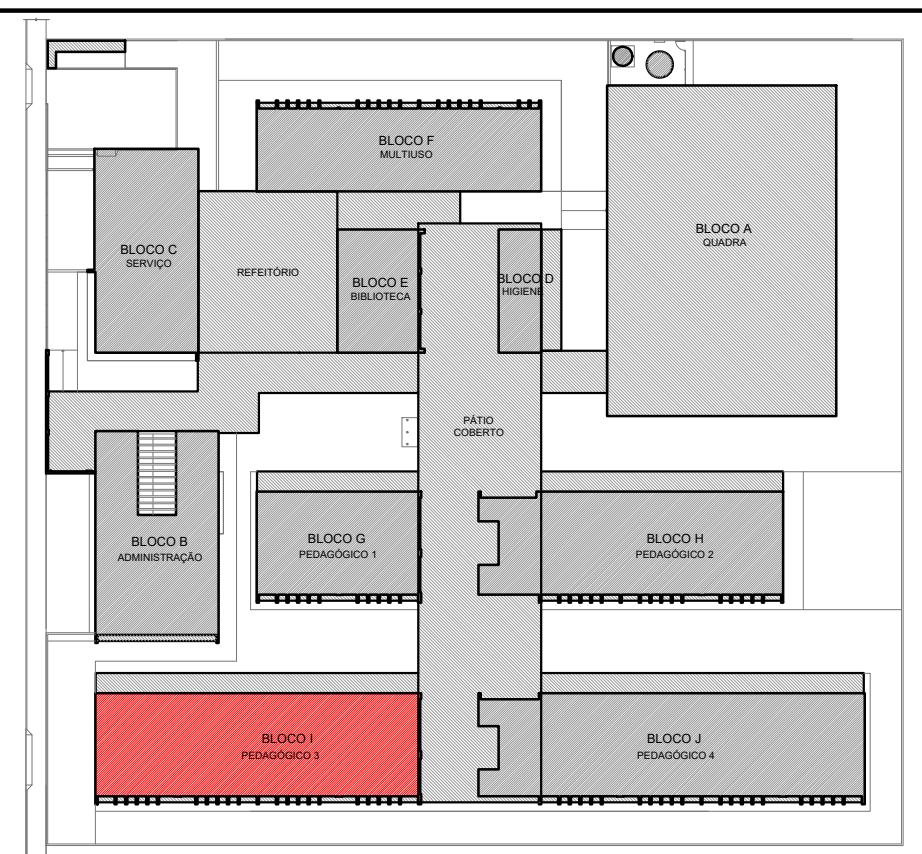 BLOCO F
MULTIUSO
BLOCO A
QUADRA
BLOCO C
SERVIÇO
REFEITÓRIO
BLOCO E
BIBLIOTECA
BLOCO D
HIGIENE
PÁTIO
COBERTO
BLOCO B
ADMINISTRAÇÃO
BLOCO G
PEDAGÓGICO 1
BLOCO H
PEDAGÓGICO 2
BLOCO I
PEDAGÓGICO 3
BLOCO J
PEDAGÓGICO 4